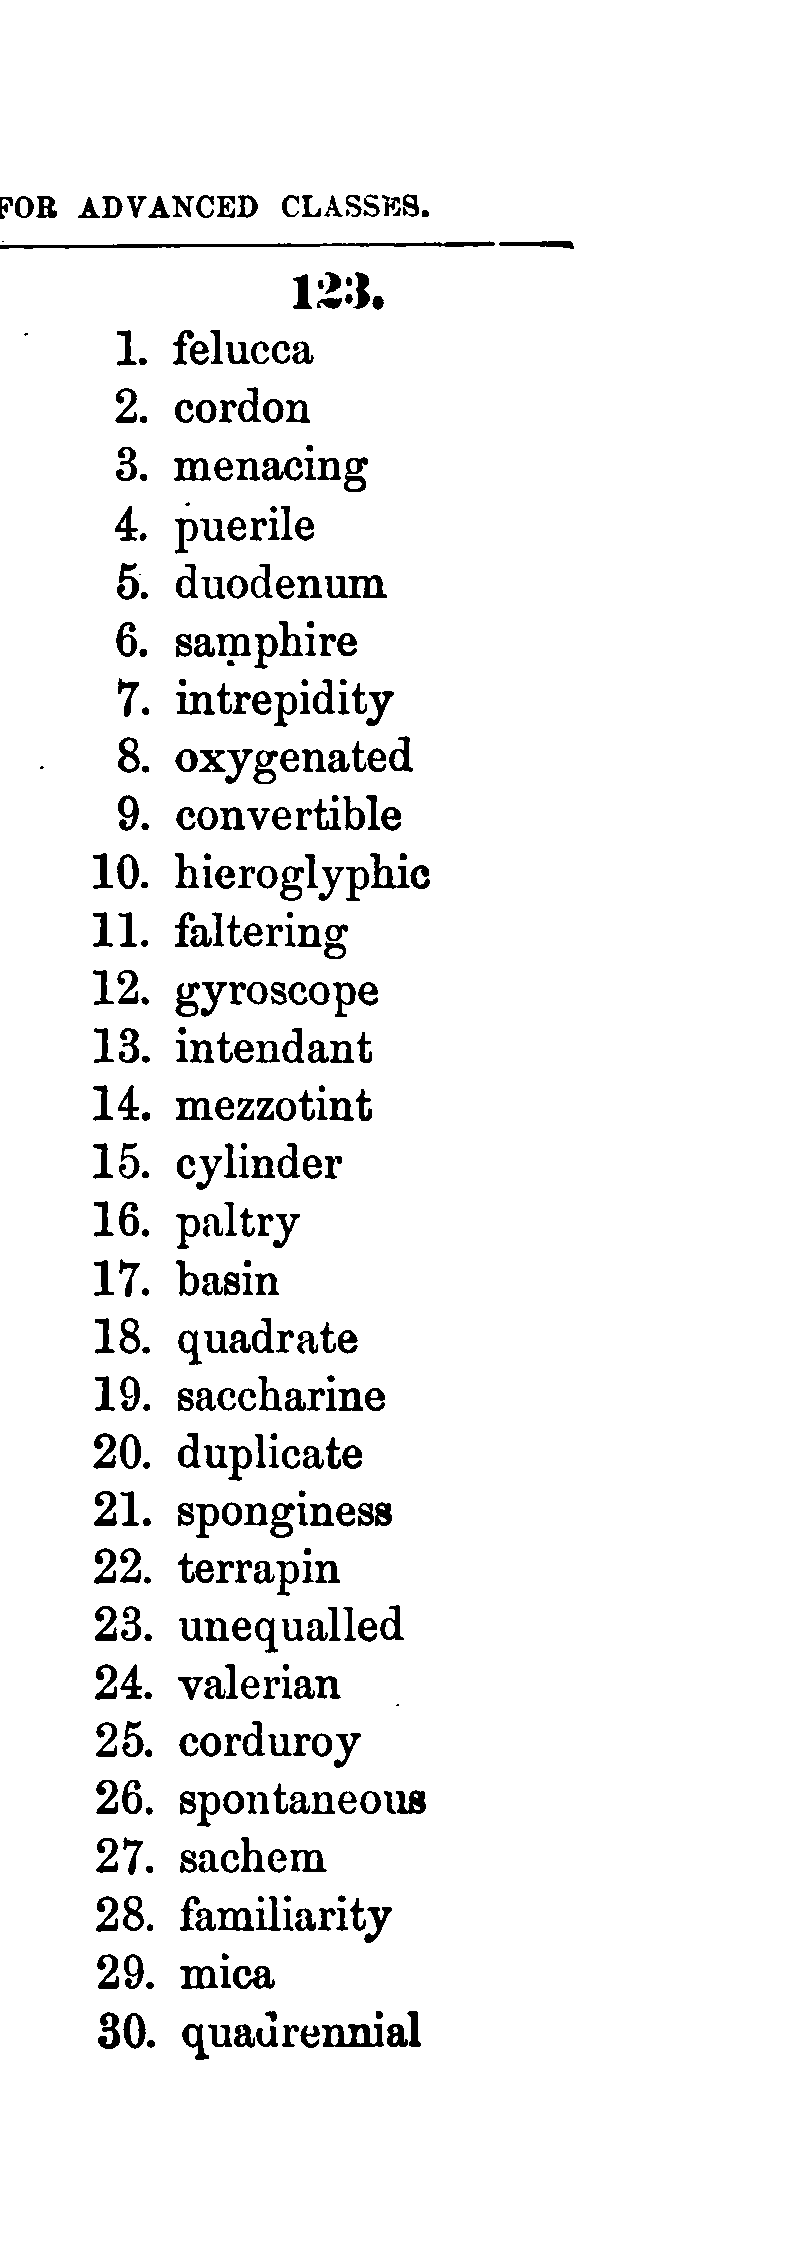 FOR ADVANCED CLASSES.
123.
1. felucca
2. cordon
3. menacing
4. puerile
5. duodenum
6. samphire
7. intrepidity
8. oxygenated
9. convertible
10. hieroglyphic
11. faltering
12. gyroscope
13. intendant
14. mezzotint
15. cylinder
16. paltry
17. basin
18. quadrate
19. saccharine
20. duplicate
21. sponginess
22. terrapin
23. unequalled
24. valerian
25. corduroy
26. spontaneous
27. sachem
28. familiarity
29. mica
30. quadrennial